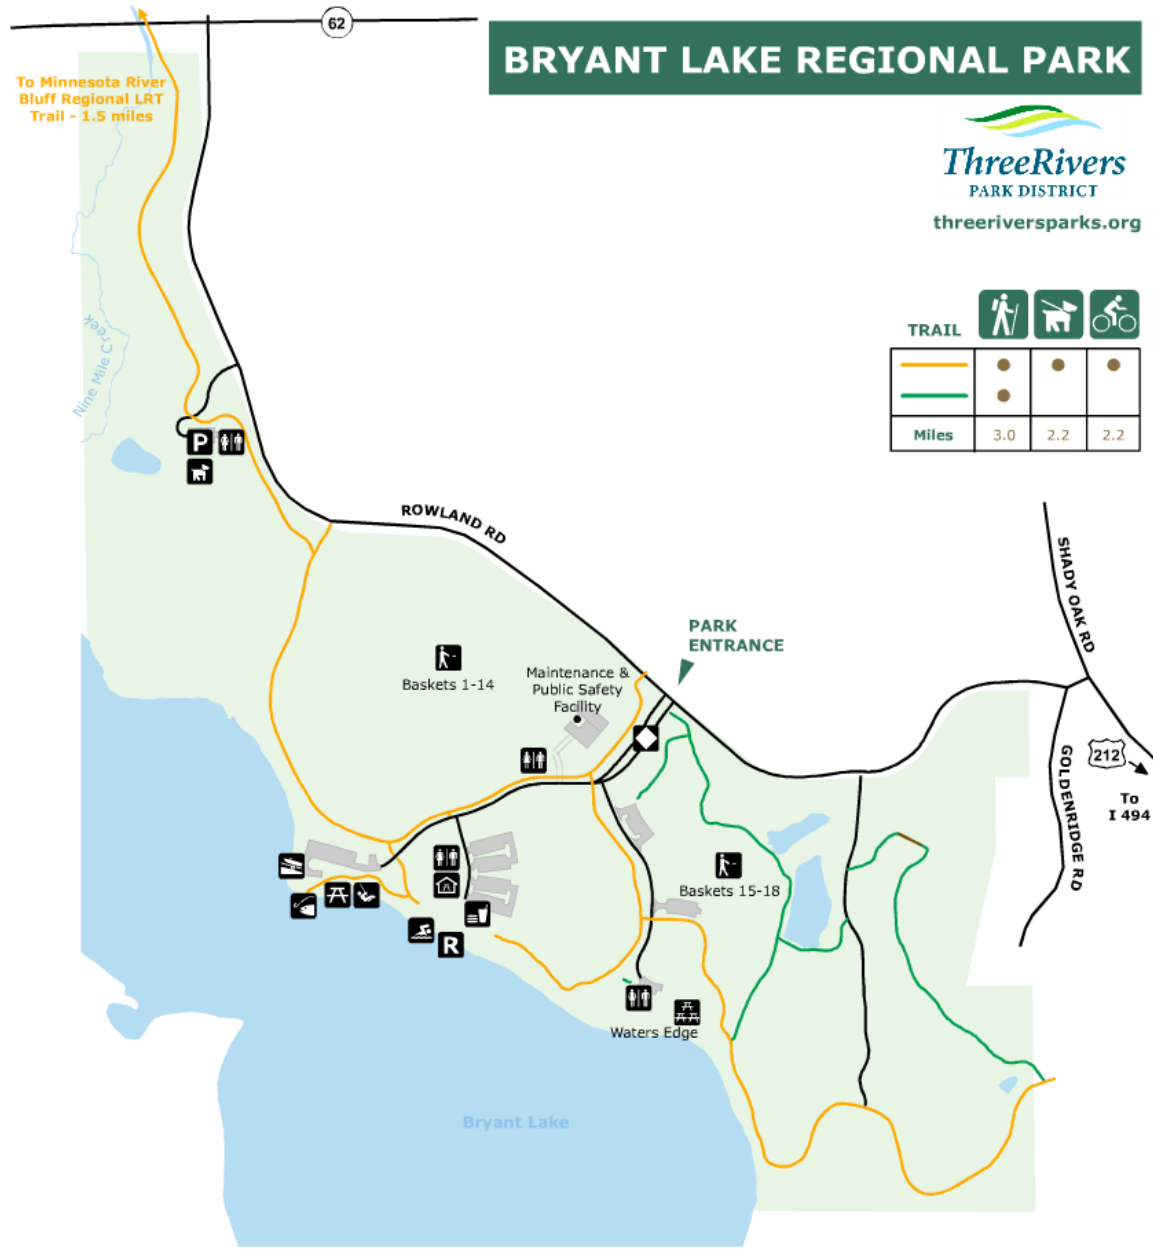 62
BRYANT LAKE REGIONAL PARK
To Minnesota River
Bluff Regional LRT
Trail - 1.5 miles
ThreeRivers
PARK DISTRICT
threeriversparks.org
TRAIL
Miles 3.0 2.2 2.2
Nine Mile Creek
P
ROWLAND RD
SHADY OAK RD
PARK
ENTRANCE
Baskets 1-14
Maintenance &
Public Safety
Facility
212
To
I 494
GOLDENRIDGE RD
Baskets 15-18
R
Waters Edge
Bryant Lake